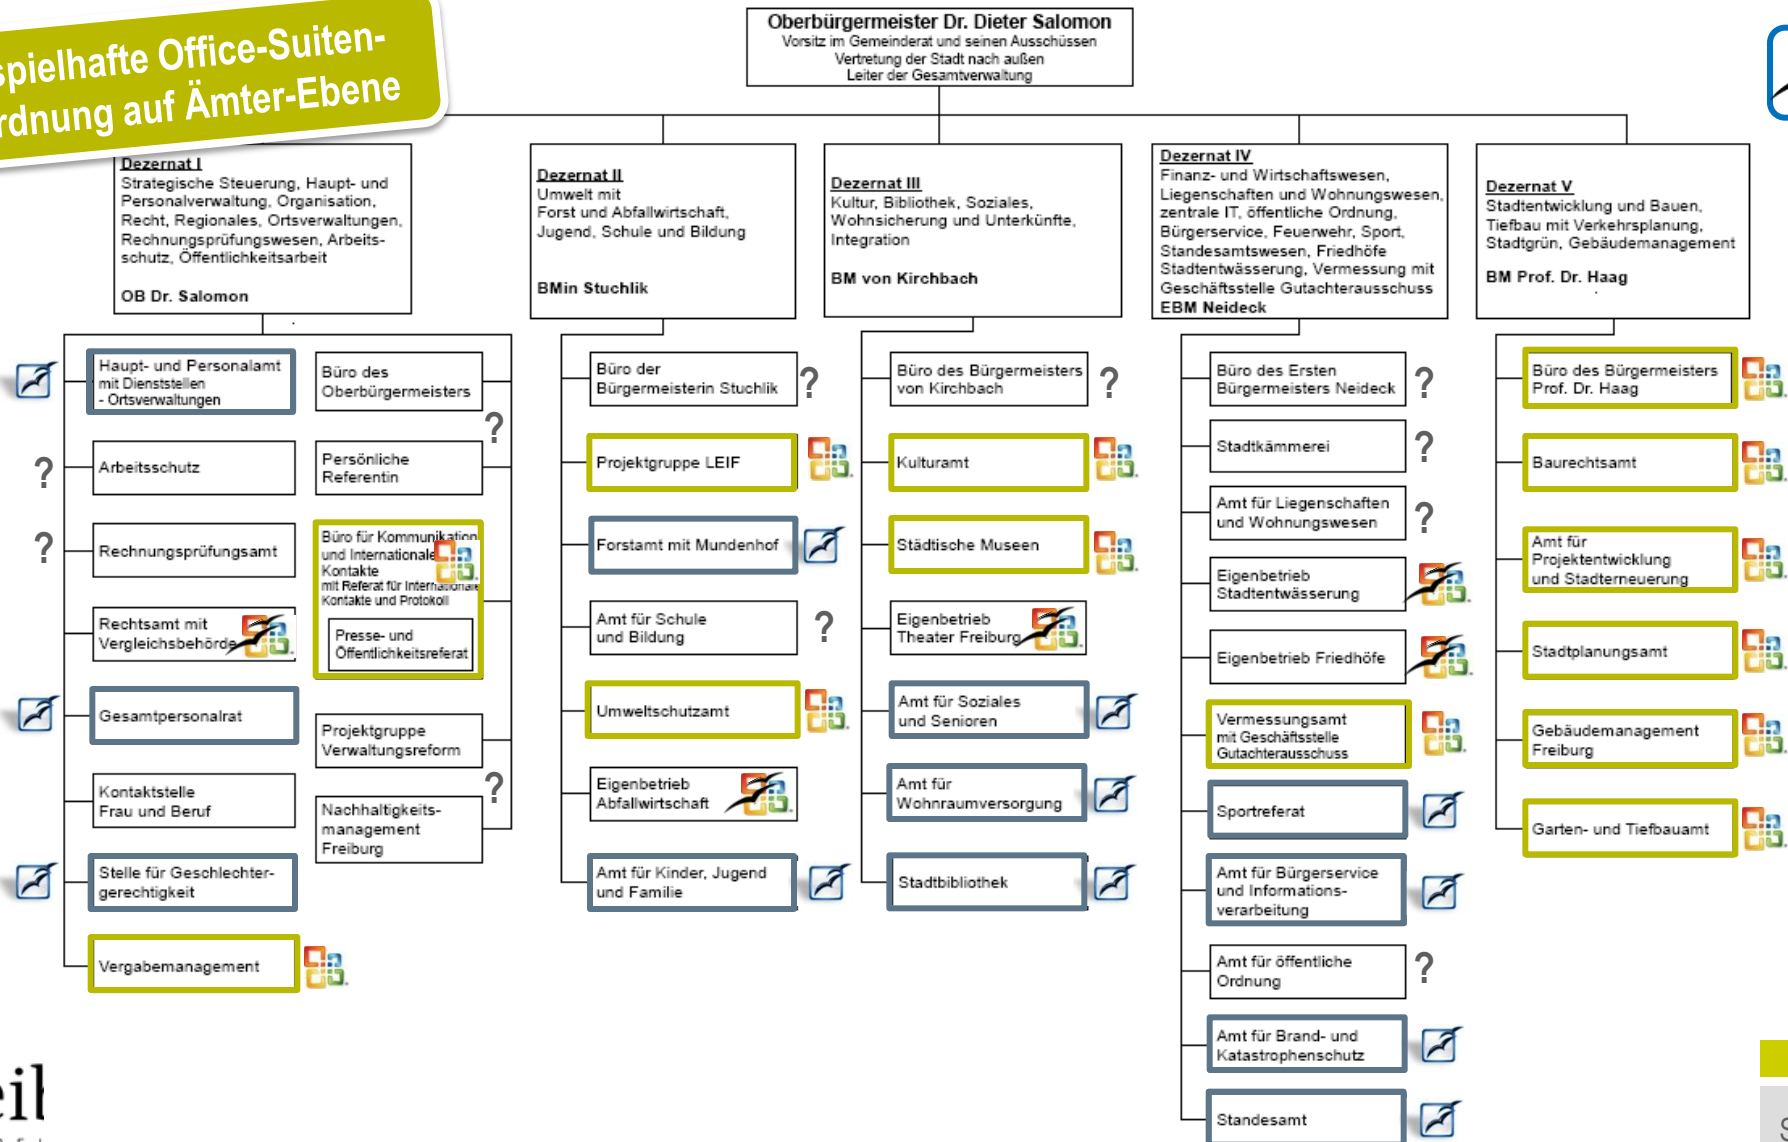 spielhafte Office-Suiten-
rdnung auf Ämter-Ebene
Oberbürgermeister Dr. Dieter Salomon
Vorsitz im Gemeinderat und seinen Ausschüssen
Vertretung der Stadt nach außen
Leiter der Gesamtverwaltung
Dezernat I
Strategische Steuerung, Haupt- und
Personalverwaltung, Organisation,
Recht, Regionales, Ortsverwaltungen,
Rechnungsprüfungswesen, Arbeits-
schutz, Öffentlichkeitsarbeit
OB Dr. Salomon
Dezernat II
Umwelt mit
Forst und Abfallwirtschaft,
Jugend, Schule und Bildung
BMin Stuchlik
Dezernat III
Kultur, Bibliothek, Soziales,
Wohnsicherung und Unterkünfte,
Integration
BM von Kirchbach
Dezernat IV
Finanz- und Wirtschaftswesen,
Liegenschaften und Wohnungswesen,
zentrale IT, öffentliche Ordnung,
Bürgerservice, Feuerwehr, Sport,
Standesamtswesen, Friedhöfe
Stadtentwässerung, Vermessung mit
Geschäftsstelle Gutachterausschuss
EBM Neideck
Dezernat V
Stadtentwicklung und Bauen,
Tiefbau mit Verkehrsplanung,
Stadtgrün, Gebäudemanagement
BM Prof. Dr. Haag
Haupt- und Personalamt
mit Dienststellen
- Ortsverwaltungen
?
Arbeitsschutz
?
Rechnungsprüfungsamt
Rechtsamt mit
Vergleichsbehörde
Gesamtpersonalrat
Kontaktstelle
Frau und Beruf
Stelle für Geschlechter-
gerechtigkeit
Vergabemanagement
Büro des
Oberbürgermeisters
?
Persönliche
Referentin
Büro für Kommunikation
und Internationale
Kontakte
mit Referat für Internationale
Kontakte und Protokoll
Presse- und
Öffentlichkeitsreferat
Projektgruppe
Verwaltungsreform
?
Nachhaltigkeits-
management
Freiburg
Büro der
Bürgermeisterin Stuchlik
?
Projektgruppe LEIF
Forstamt mit Mundenhof
Amt für Schule
und Bildung
?
Umweltschutzamt
Eigenbetrieb
Abfallwirtschaft
Amt für Kinder, Jugend
und Familie
Büro des Bürgermeisters
von Kirchbach
?
Kulturamt
Städtische Museen
Eigenbetrieb
Theater Freiburg
Amt für Soziales
und Senioren
Amt für
Wohnraumversorgung
Stadtbibliothek
Büro des Ersten
Bürgermeisters Neideck
?
Stadtkämmerei
?
Amt für Liegenschaften
und Wohnungswesen
?
Eigenbetrieb
Stadtentwässerung
Eigenbetrieb Friedhöfe
Vermessungsamt
mit Geschäftsstelle
Gutachterausschuss
Sportreferat
Amt für Bürgerservice
und Informations-
verarbeitung
Amt für öffentliche
Ordnung
?
Amt für Brand- und
Katastrophenschutz
Standesamt
Büro des Bürgermeisters
Prof. Dr. Haag
Baurechtsamt
Amt für
Projektentwicklung
und Stadterneuerung
Stadtplanungsamt
Gebäudemanagement
Freiburg
Garten- und Tiefbauamt